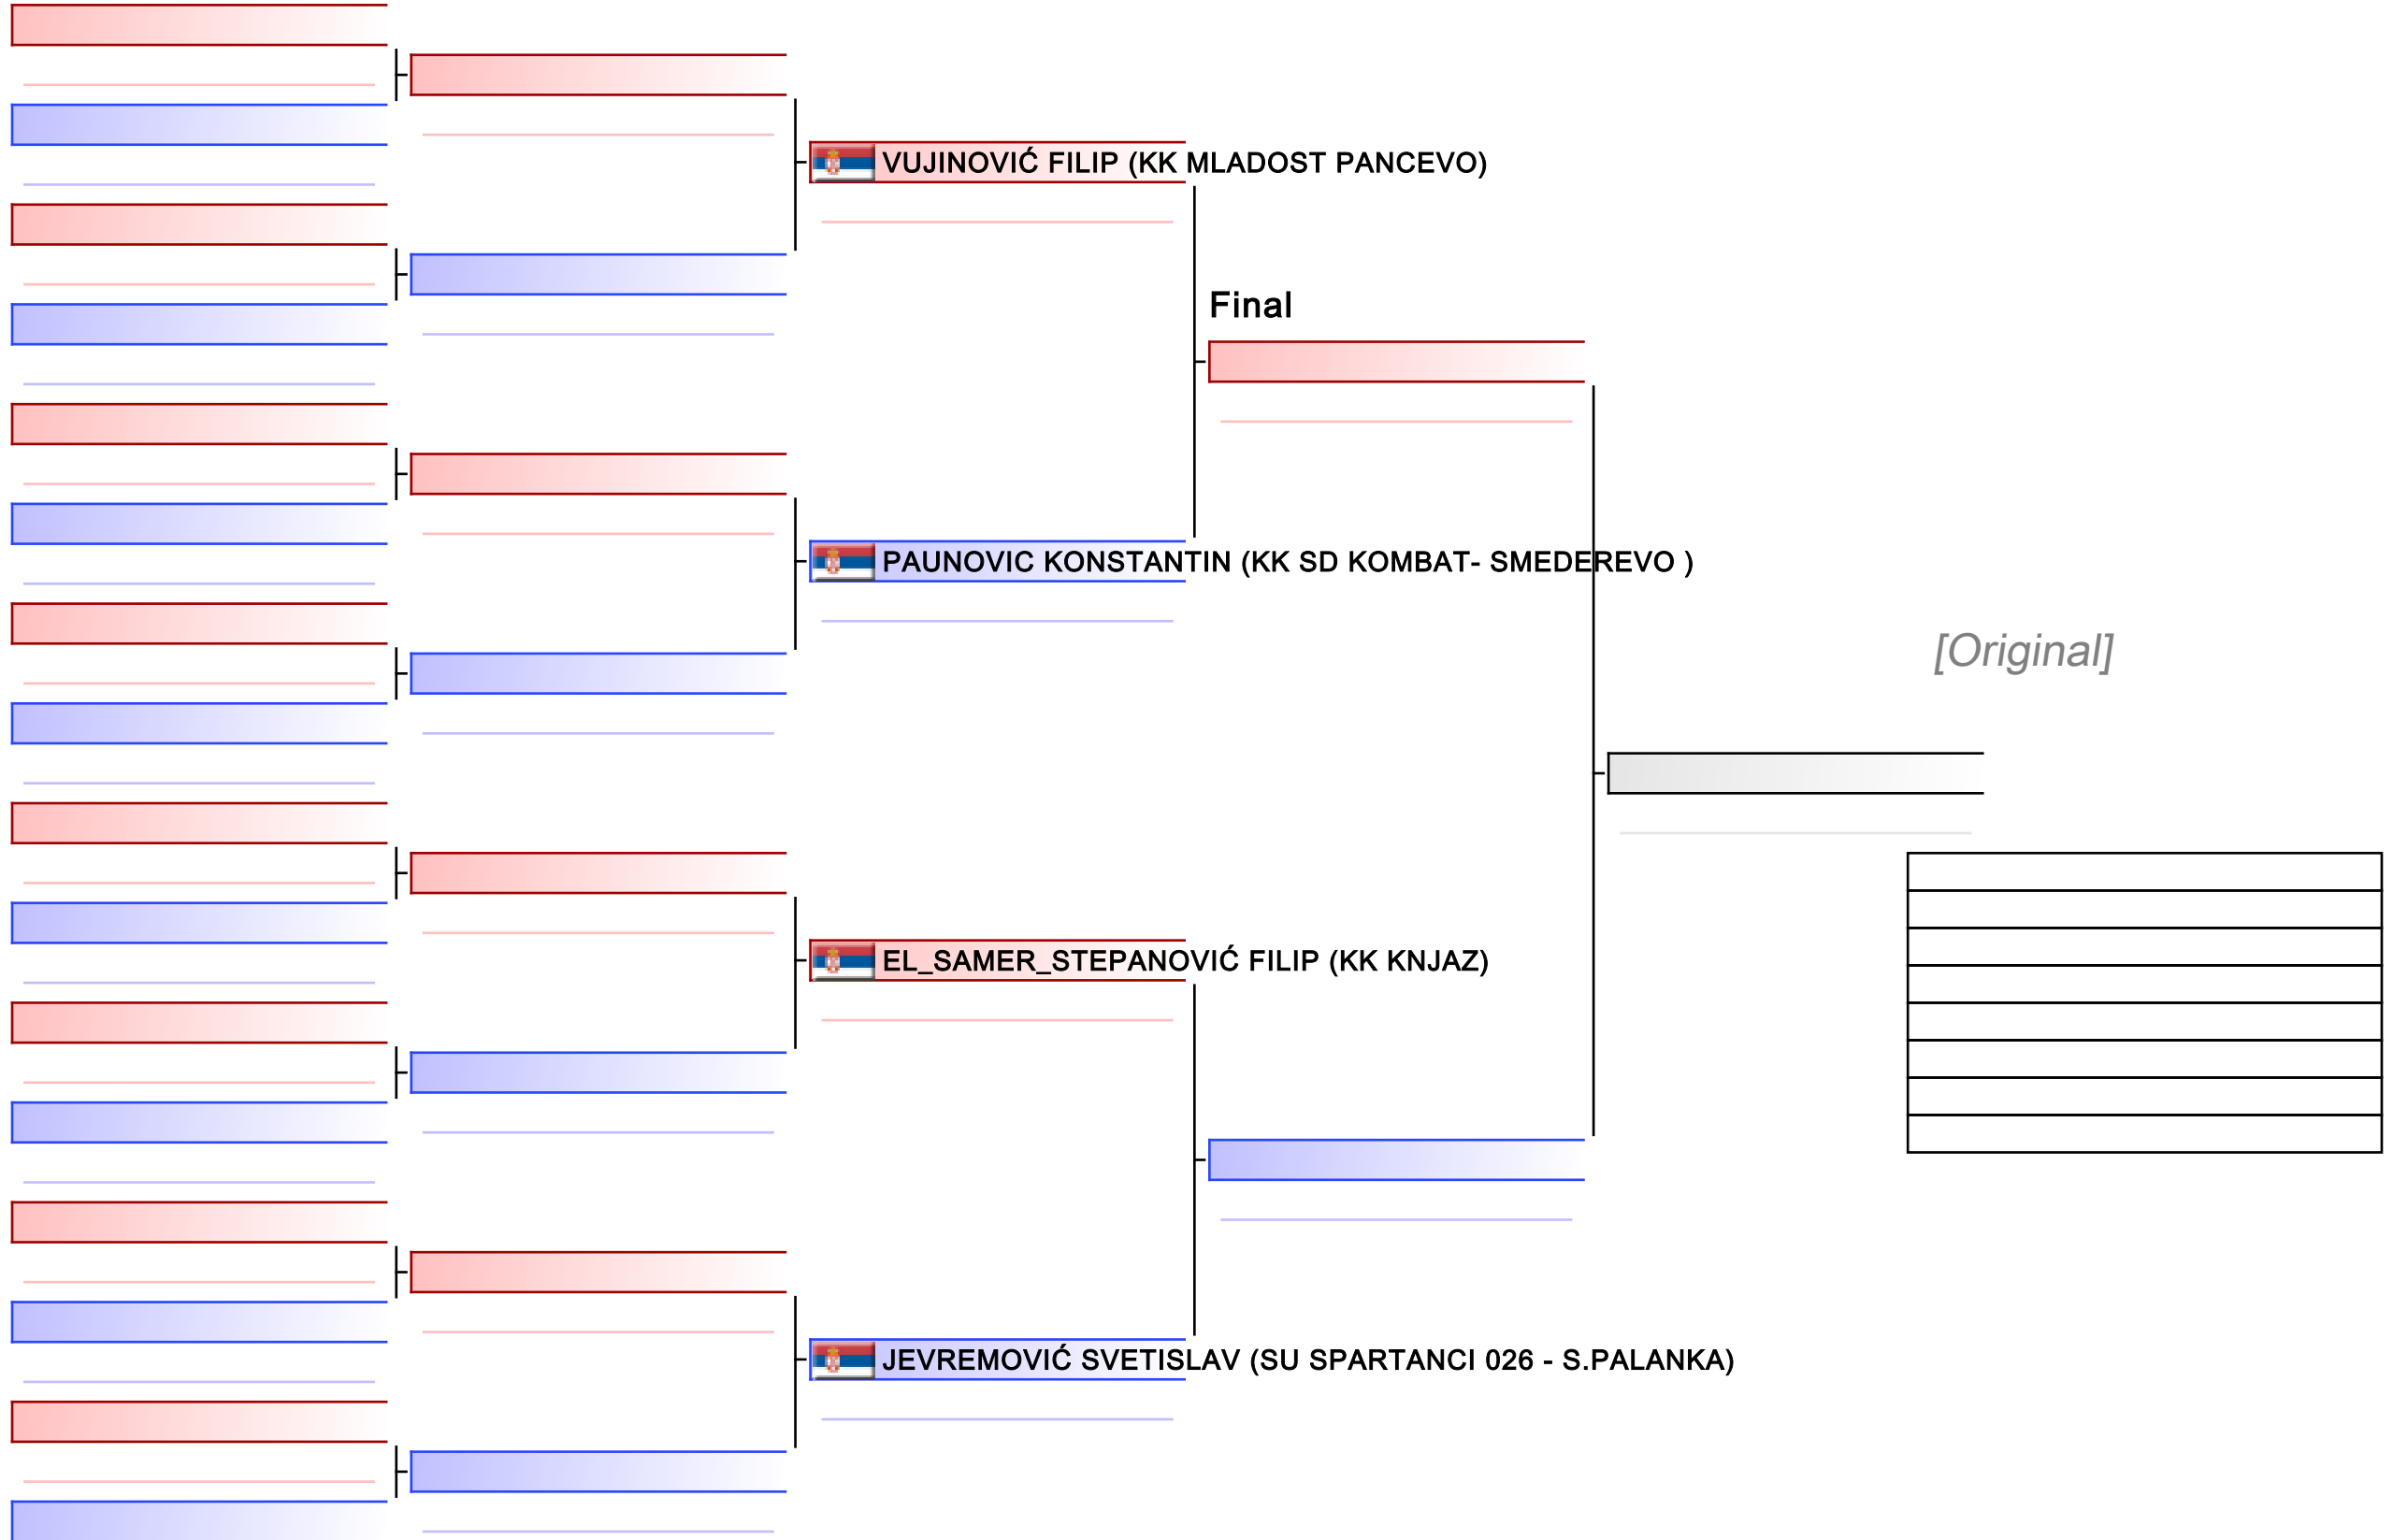 VUJINOVIĆ FILIP (KK MLADOST PANCEVO)
Final
PAUNOVIC KONSTANTIN (KK SD KOMBAT- SMEDEREVO )
[Original]
EL_SAMER_STEPANOVIĆ FILIP (KK KNJAZ)
JEVREMOVIĆ SVETISLAV (SU SPARTANCI 026 - S.PALANKA)